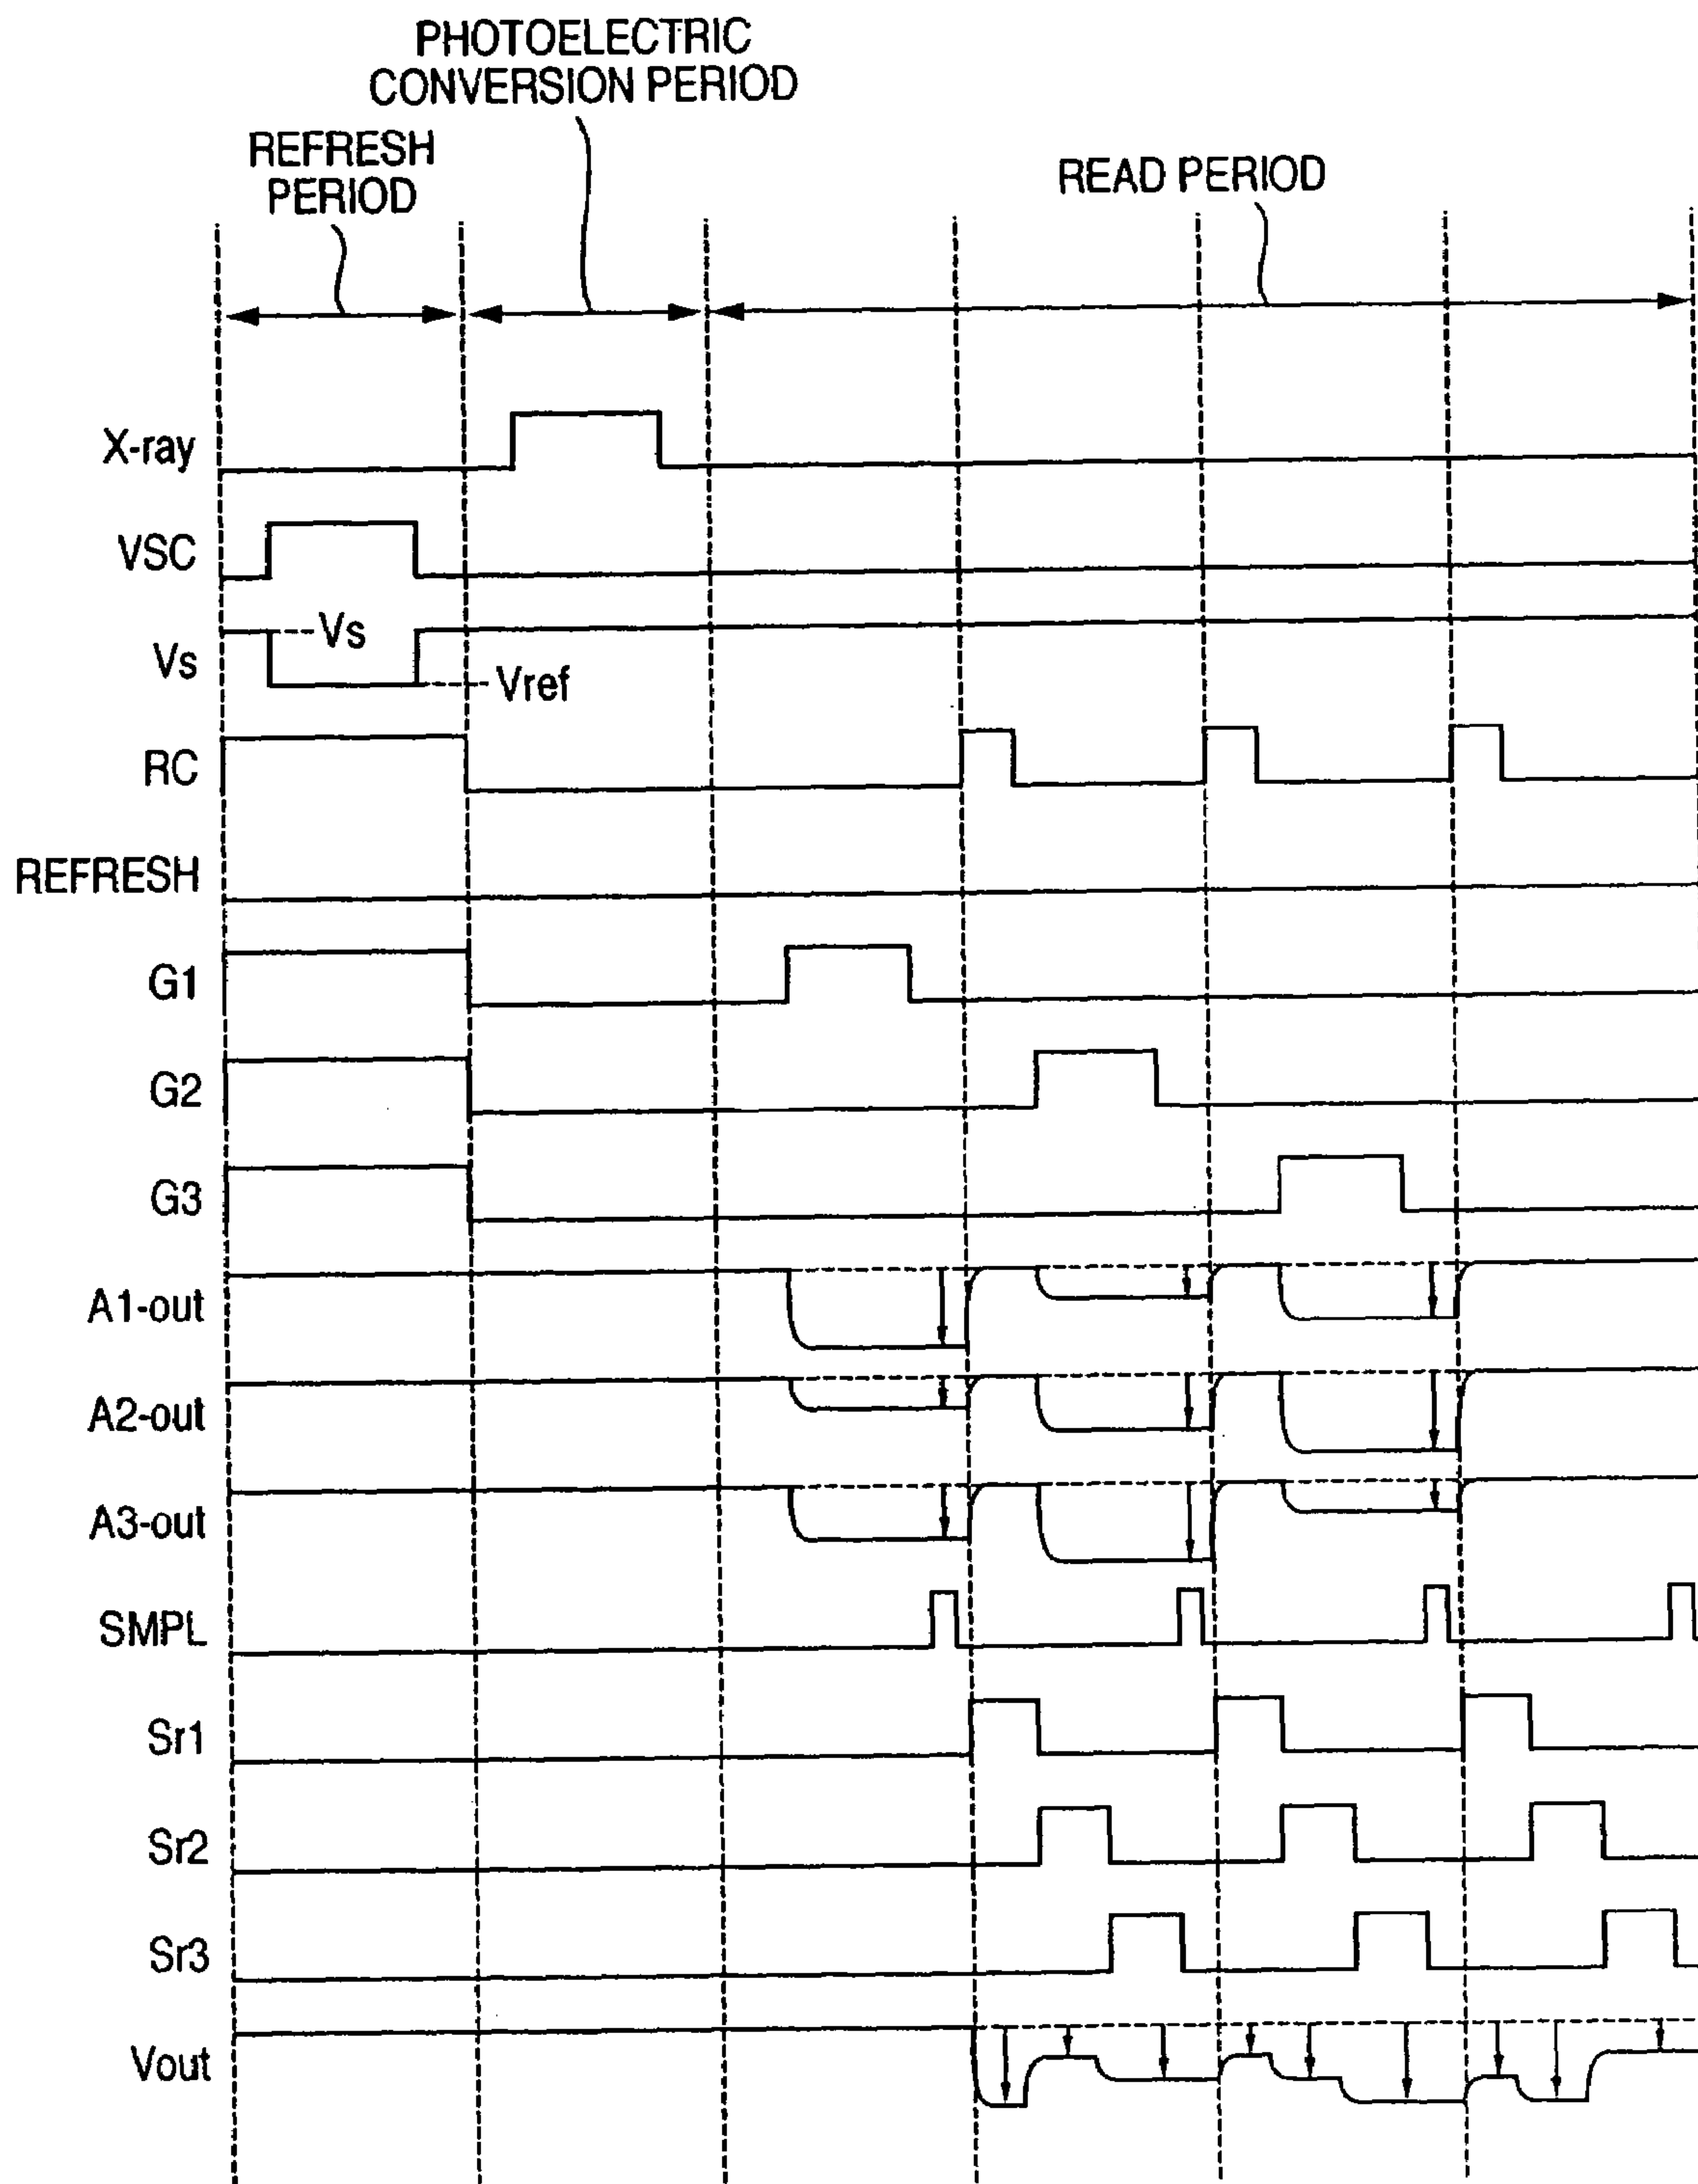 PHOTOELECTRIC
CONVERSION PERIOD
REFRESH
PERIOD
READ PERIOD
X-ray
VSC
Vs
Vs
Vref
RC
REFRESH
G1
G2
G3
A1-out
A2-out
A3-out
SMPL
Sr1
Sr2
Sr3
Vout